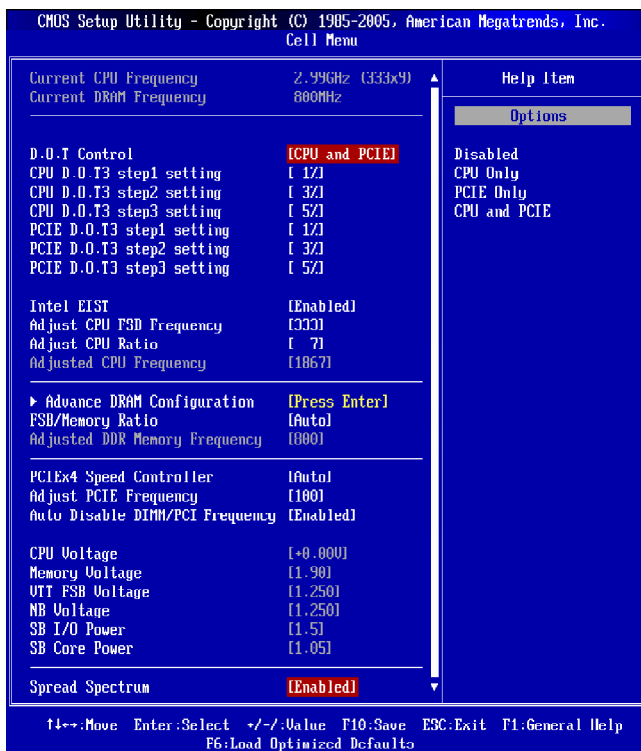 CMOS Setup Utility - Copyright (C) 1985-2005, American Megatrends, Inc.
Cell Menu
Current CPU Frequency 2.99GHz (333x9)
Current DRAM Frequency 800MHz
D.O.T Control [CPU and PCIE]
CPU D.O.T3 step1 setting [ 1%]
CPU D.O.T3 step2 setting [ 3%]
CPU D.O.T3 step3 setting [ 5%]
PCIE D.O.T3 step1 setting [ 1%]
PCIE D.O.T3 step2 setting [ 3%]
PCIE D.O.T3 step3 setting [ 5%]
Intel EIST [Enabled]
Adjust CPU FSB Frequency [333]
Adjust CPU Ratio [ 7]
Adjusted CPU Frequency [1867]
▶ Advance DRAM Configuration [Press Enter]
FSB/Memory Ratio [Auto]
Adjusted DDR Memory Frequency [800]
PCIEx4 Speed Controller [Auto]
Adjust PCIE Frequency [100]
Auto Disable DIMM/PCI Frequency [Enabled]
CPU Voltage [+0.00V]
Memory Voltage [1.90]
VTT FSB Voltage [1.250]
NB Voltage [1.250]
SB I/O Power [1.5]
SB Core Power [1.05]
Spread Spectrum [Enabled]
Help Item
Options
Disabled
CPU Only
PCIE Only
CPU and PCIE
↑↓←→:Move Enter:Select +/-/:Value F10:Save ESC:Exit F1:General Help
F6:Load Optimized Defaults